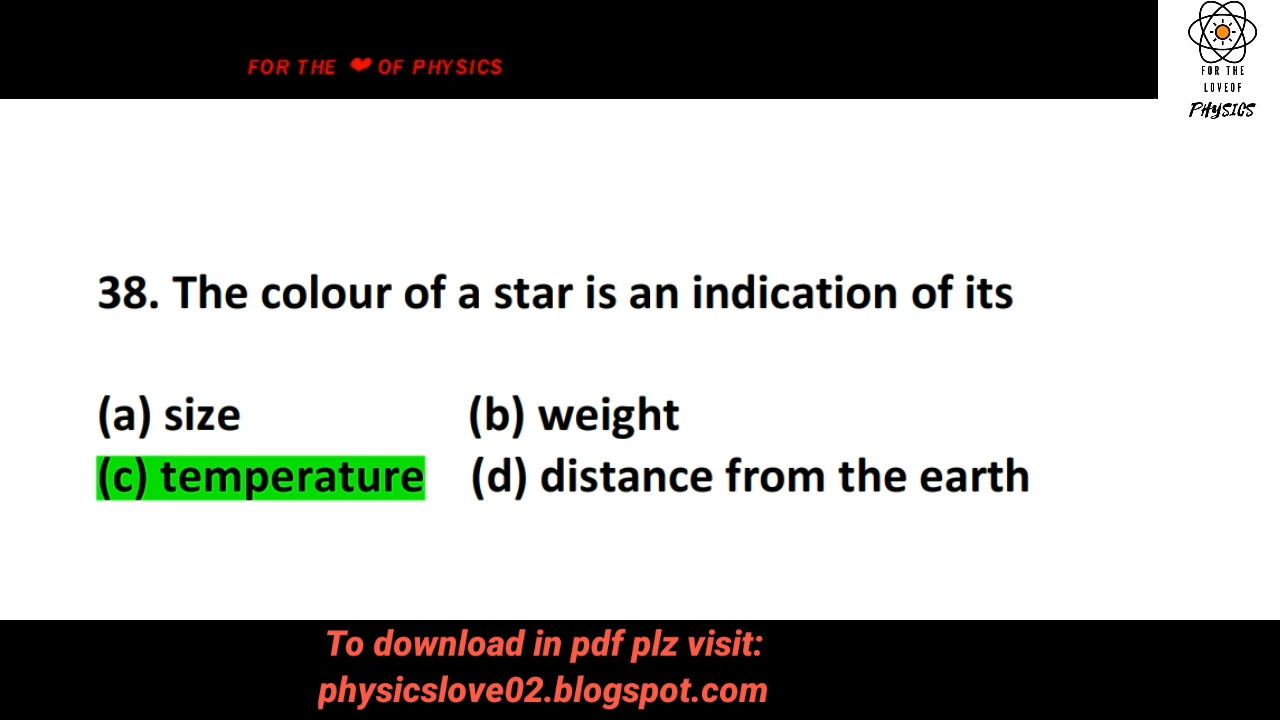 FOR THE ❤ OF PHYSICS
FOR THE
LOVEOF
PHYSICS
38. The colour of a star is an indication of its
(a) size (b) weight
(c) temperature (d) distance from the earth
To download in pdf plz visit:
physicslove02.blogspot.com